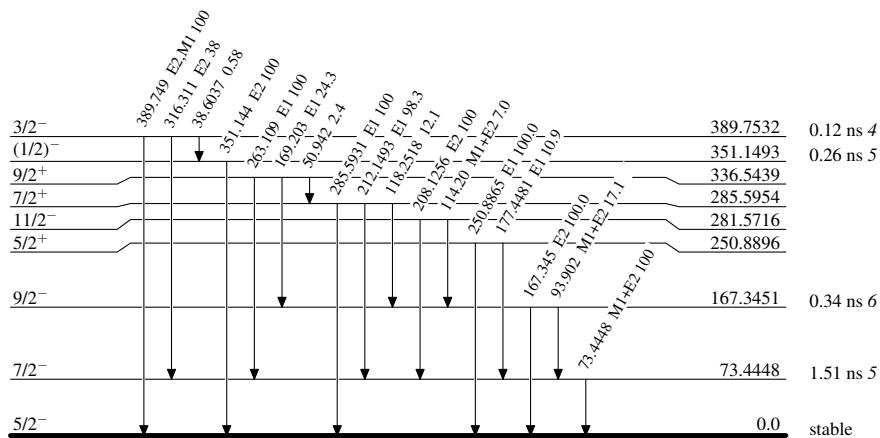 389.749 E2,M1 100
316.311 E2 38
38.6037 0.58
351.144 E2 100
263.109 E1 100
169.203 E1 24.3
50.942 2.4
285.5931 E1 100
212.1493 E1 98.3
118.2518 12.1
208.1256 E2 100
114.20 M1+E2 7.0
250.8865 E1 100.0
177.4481 E1 10.9
167.345 E2 100.0
93.902 M1+E2 17.1
73.4448 M1+E2 100
3/2⁻ 389.7532 0.12 ns 4
(1/2)⁻ 351.1493 0.26 ns 5
9/2⁺ 336.5439
7/2⁺ 285.5954
11/2⁻ 281.5716
5/2⁺ 250.8896
9/2⁻ 167.3451 0.34 ns 6
7/2⁻ 73.4448 1.51 ns 5
5/2⁻ 0.0 stable